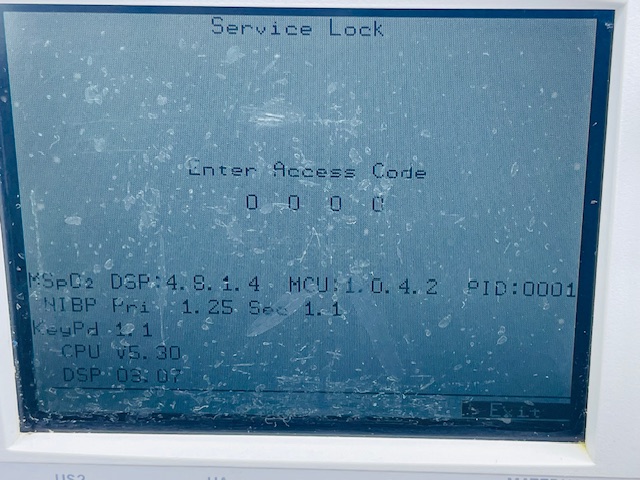 Service Lock
Enter Access Code
0 0 0 0
MSpO₂ DSP:4.8.1.4 MCU:1.0.4.2 PID:0001
NIBP Pri 1.25 Sec 1.1
KeyPd 1.1
CPU v5.30
DSP 03.07
> Exit
US2